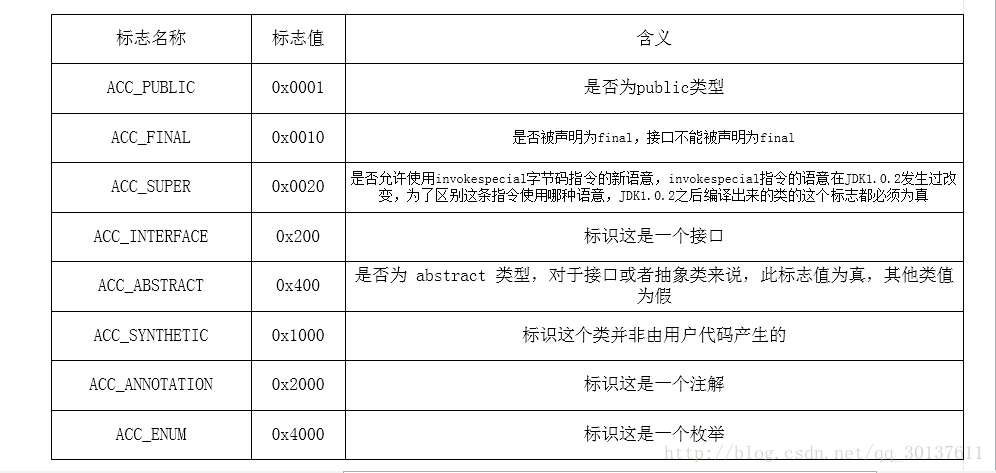 标志名称 标志值 含义
ACC_PUBLIC 0x0001 是否为public类型
ACC_FINAL 0x0010 是否被声明为final，接口不能被声明为final
ACC_SUPER 0x0020 是否允许使用invokespecial字节码指令的新语意，invokespecial指令的语意在JDK1.0.2发生过改
变，为了区别这条指令使用哪种语意，JDK1.0.2之后编译出来的类的这个标志都必须为真
ACC_INTERFACE 0x200 标识这是一个接口
ACC_ABSTRACT 0x400 是否为 abstract 类型，对于接口或者抽象类来说，此标志值为真，其他类值
为假
ACC_SYNTHETIC 0x1000 标识这个类并非由用户代码产生的
ACC_ANNOTATION 0x2000 标识这是一个注解
ACC_ENUM 0x4000 标识这是一个枚举
http://blog.csdn.net/qq_30137611